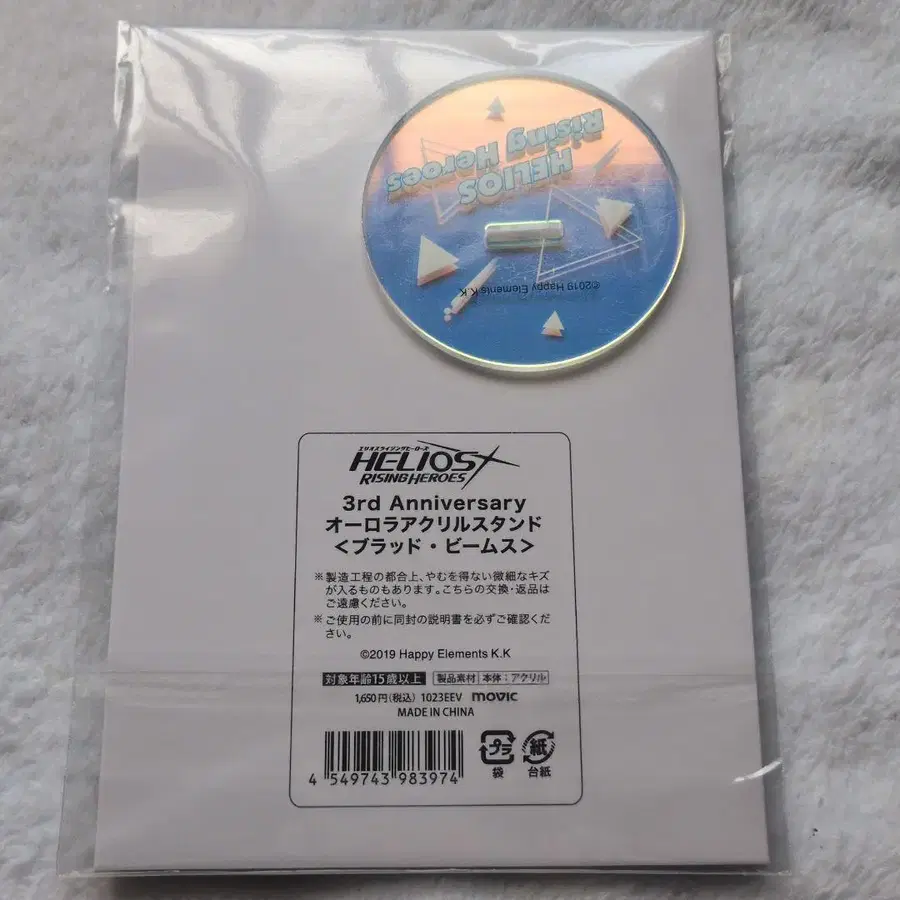 HELIOS
Rising Heroes
©2019 Happy Elements K.K.
エリオスライジングヒーローズ
HELIOS
RISING HEROES
3rd Anniversary
オーロラアクリルスタンド
<ブラッド・ビームス>
※製造工程の都合上、やむを得ない微細なキズ
が入るものもあります。こちらの交換・返品は
ご遠慮ください。
※ご使用の前に同封の説明書を必ずご確認くだ
さい。
©2019 Happy Elements K.K
対象年齢15歳以上 製品素材 本体:アクリル
1,650円(税込) 1023EEV movic
MADE IN CHINA
プラ 紙
袋 台紙
4 549743 983974